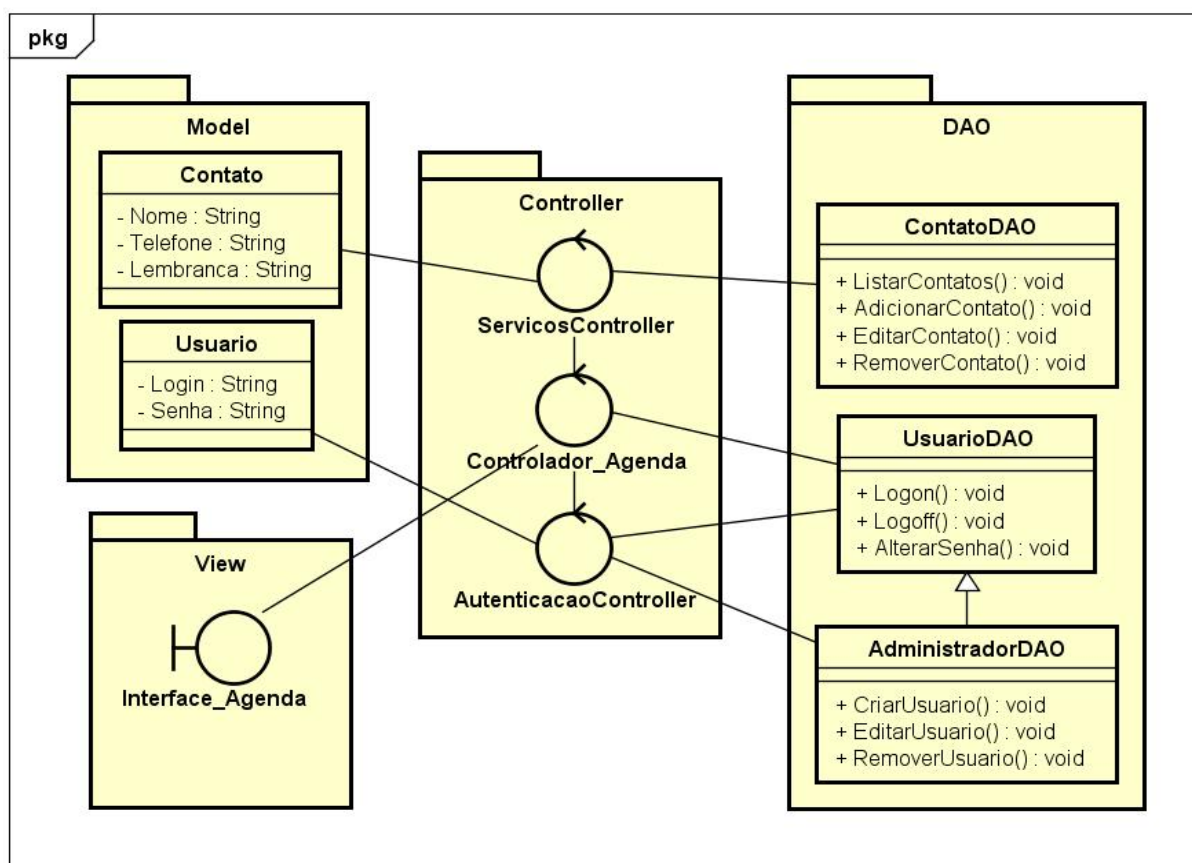 pkg
Model
Contato
- Nome : String
- Telefone : String
- Lembranca : String
Usuario
- Login : String
- Senha : String
View
Interface_Agenda
Controller
ServicosController
Controlador_Agenda
AutenticacaoController
DAO
ContatoDAO
+ ListarContatos() : void
+ AdicionarContato() : void
+ EditarContato() : void
+ RemoverContato() : void
UsuarioDAO
+ Logon() : void
+ Logoff() : void
+ AlterarSenha() : void
AdministradorDAO
+ CriarUsuario() : void
+ EditarUsuario() : void
+ RemoverUsuario() : void